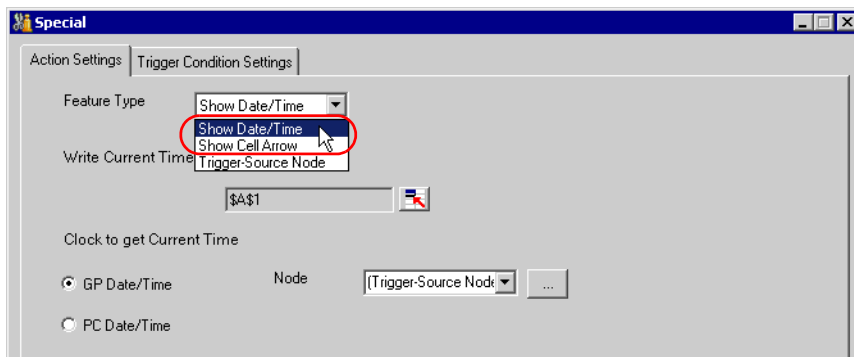 Special
Action Settings Trigger Condition Settings
Feature Type Show Date/Time
Show Date/Time
Show Cell Arrow
Write Current Time Trigger-Source Node
$A$1
Clock to get Current Time
GP Date/Time Node (Trigger-Source Node ...
PC Date/Time